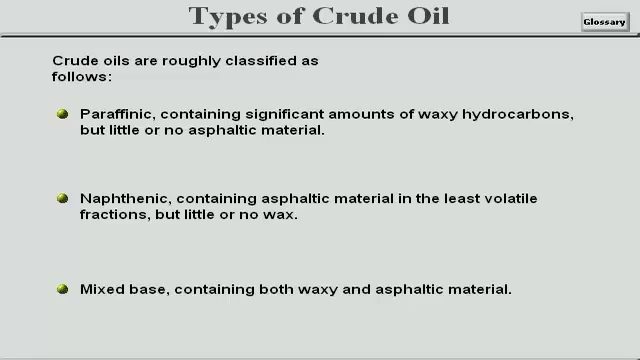 Types of Crude Oil
Glossary
Crude oils are roughly classified as
follows:
Paraffinic, containing significant amounts of waxy hydrocarbons,
but little or no asphaltic material.
Naphthenic, containing asphaltic material in the least volatile
fractions, but little or no wax.
Mixed base, containing both waxy and asphaltic material.